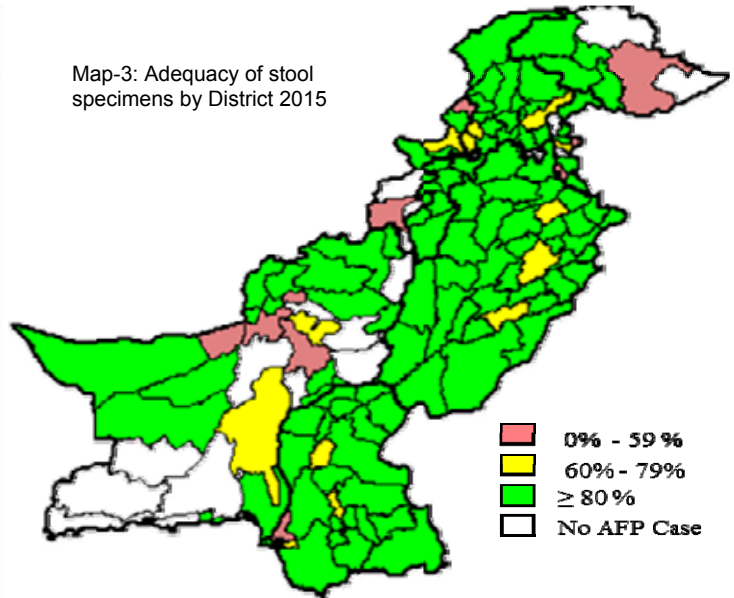 Map-3: Adequacy of stool
specimens by District 2015
0% - 59 %
60% - 79%
≥ 80 %
No AFP Case